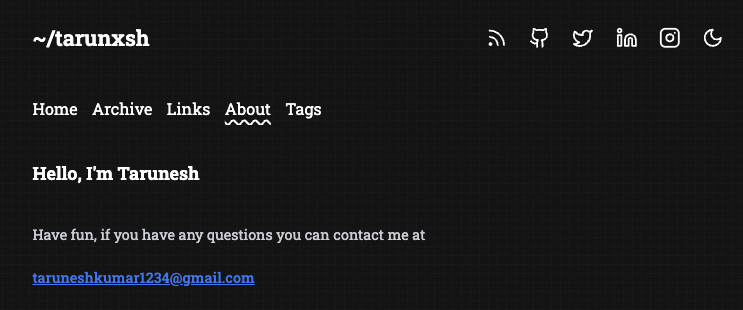 ~/tarunxsh
Home Archive Links About Tags
Hello, I'm Tarunesh
Have fun, if you have any questions you can contact me at
taruneshkumar1234@gmail.com